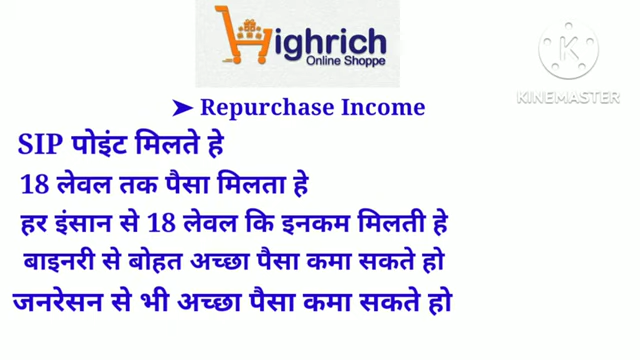 Highrich
Online Shoppe
KINEMASTER
➤ Repurchase Income
SIP पोइंट मिलते हे
18 लेवल तक पैसा मिलता हे
हर इंसान से 18 लेवल कि इनकम मिलती हे
बाइनरी से बोहत अच्छा पैसा कमा सकते हो
जनरेसन से भी अच्छा पैसा कमा सकते हो